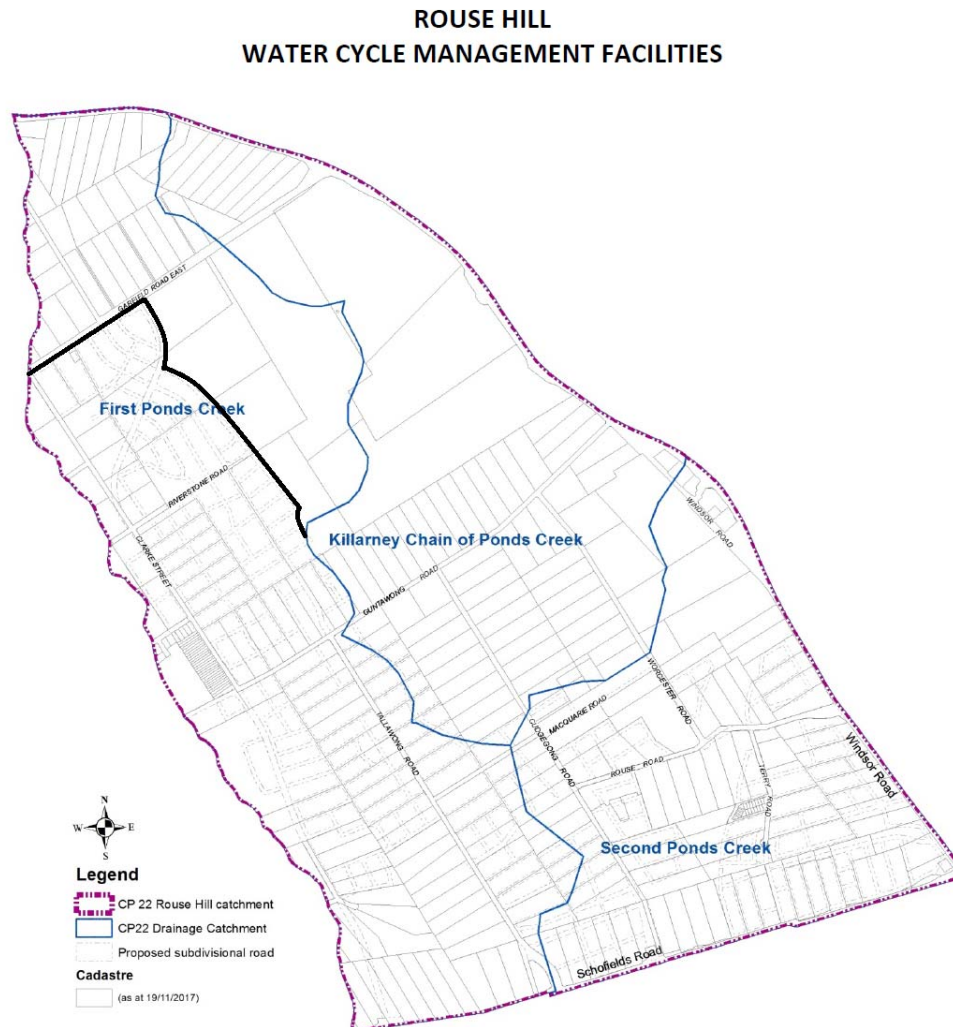 ROUSE HILL
WATER CYCLE MANAGEMENT FACILITIES
GARFIELD ROAD EAST
First Ponds Creek
RIVERSTONE ROAD
WINDSOR ROAD
Killarney Chain of Ponds Creek
CLARKE STREET
GUNTAWONG ROAD
WORCESTER ROAD
MACQUARIE ROAD
TALLAWONG ROAD
CUDGEGONG ROAD
ROUSE ROAD
Windsor Road
TERRY ROAD
N
W E
S
Second Ponds Creek
Legend
CP 22 Rouse Hill catchment
CP22 Drainage Catchment
Proposed subdivisional road
Schofields Road
Cadastre
(as at 19/11/2017)